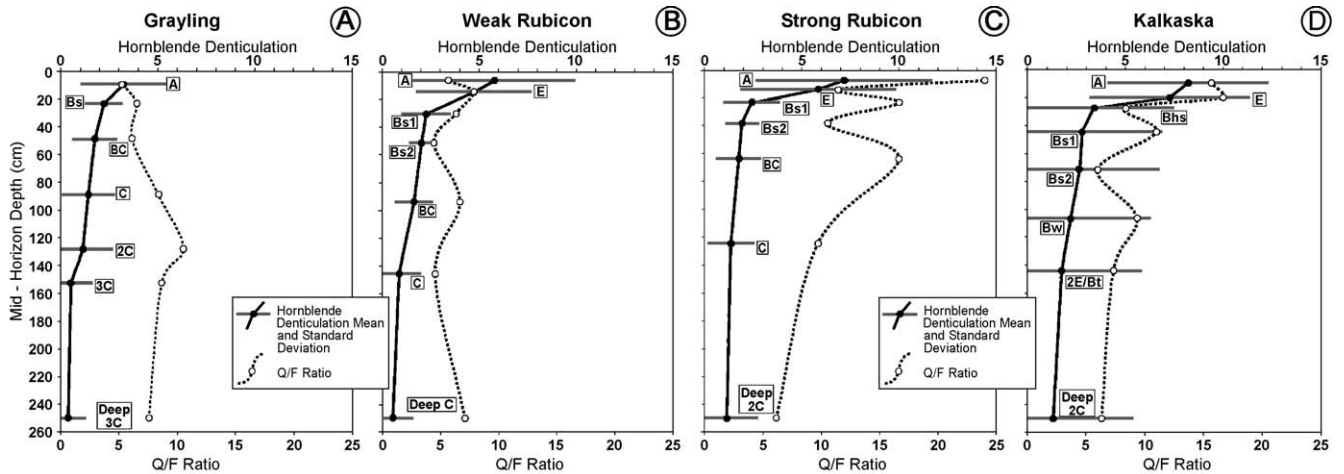 Grayling
A
Weak Rubicon
B
Strong Rubicon
C
Kalkaska
D
Hornblende Denticulation
Hornblende Denticulation
Hornblende Denticulation
Hornblende Denticulation
0 5 10 15
0 5 10 15
0 5 10 15
0 5 10 15
Mid - Horizon Depth (cm)
0
20
40
60
80
100
120
140
160
180
200
220
240
260
A
Bs
BC
C
2C
3C
Deep
3C
A
E
Bs1
Bs2
BC
C
Deep C
A
E
Bs1
Bs2
BC
C
Deep
2C
A
E
Bhs
Bs1
Bs2
Bw
2E/Bt
Deep
2C
Hornblende
Denticulation Mean
and Standard
Deviation
Q/F Ratio
Hornblende
Denticulation Mean
and Standard
Deviation
Q/F Ratio
0 5 10 15 20 25
0 5 10 15 20 25
0 5 10 15 20 25
0 5 10 15 20 25
Q/F Ratio
Q/F Ratio
Q/F Ratio
Q/F Ratio